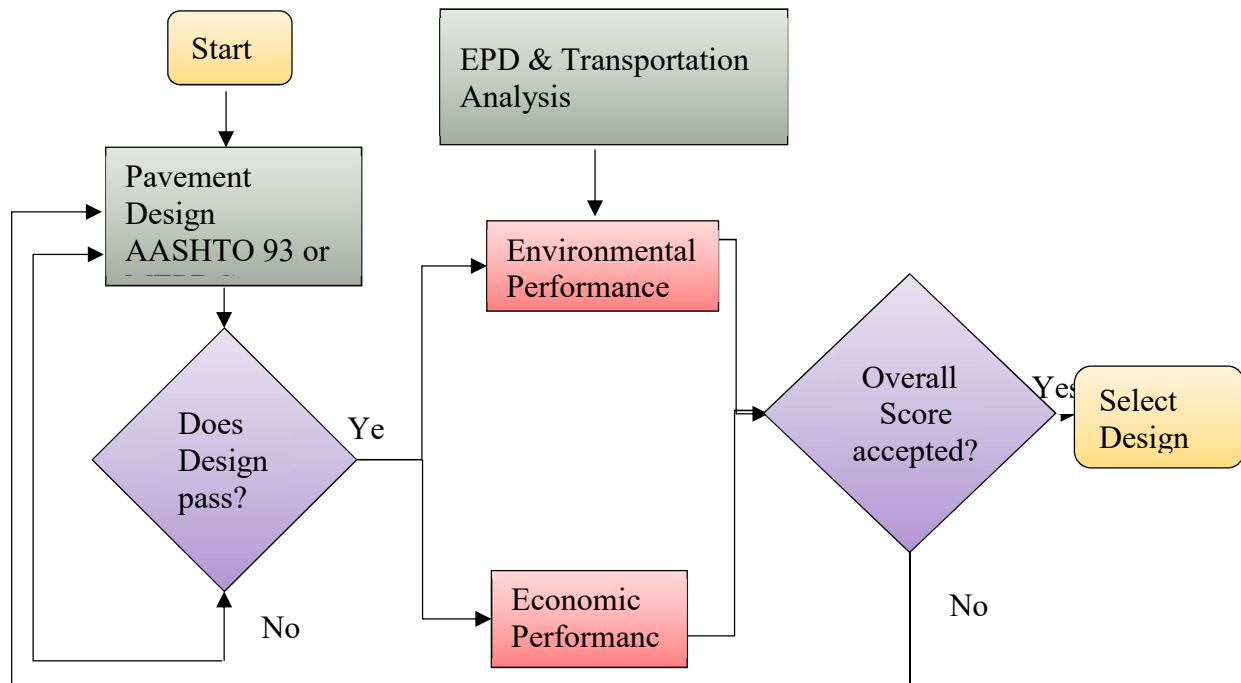 Start
EPD & Transportation
Analysis
Pavement
Design
AASHTO 93 or
Environmental
Performance
Does
Design
pass?
Ye
Overall
Score
accepted?
Yes
Select
Design
No
Economic
Performanc
No